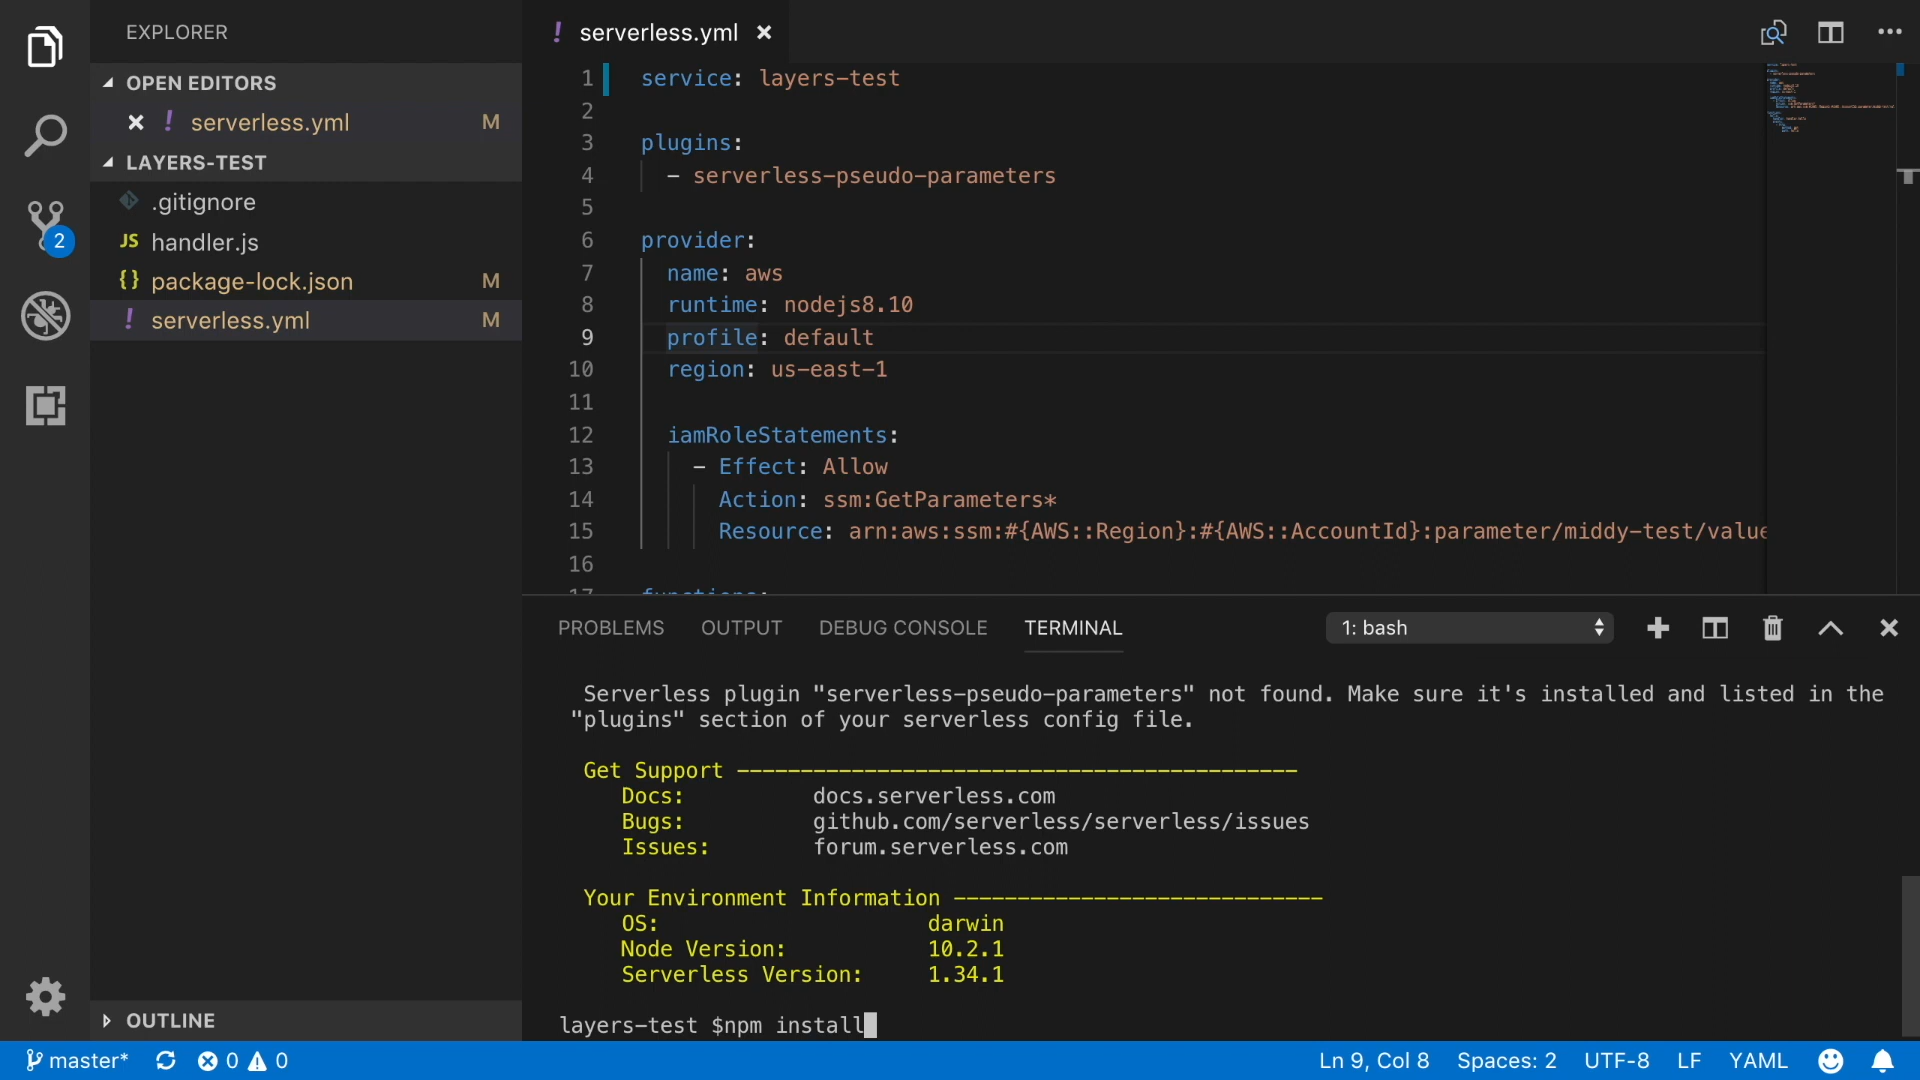 EXPLORER
OPEN EDITORS
! serverless.yml M
LAYERS-TEST
.gitignore
JS handler.js
{} package-lock.json M
! serverless.yml M
2
OUTLINE
! serverless.yml
1 service: layers-test
2
3 plugins:
4 - serverless-pseudo-parameters
5
6 provider:
7 name: aws
8 runtime: nodejs8.10
9 profile: default
10 region: us-east-1
11
12 iamRoleStatements:
13 - Effect: Allow
14 Action: ssm:GetParameters*
15 Resource: arn:aws:ssm:#{AWS::Region}:#{AWS::AccountId}:parameter/middy-test/value
16
17 functions:
PROBLEMS OUTPUT DEBUG CONSOLE TERMINAL 1: bash
Serverless plugin "serverless-pseudo-parameters" not found. Make sure it's installed and listed in the
"plugins" section of your serverless config file.
Get Support --------------------------------------------
Docs: docs.serverless.com
Bugs: github.com/serverless/serverless/issues
Issues: forum.serverless.com
Your Environment Information -----------------------------
OS: darwin
Node Version: 10.2.1
Serverless Version: 1.34.1
layers-test $npm install
master* 0 0 Ln 9, Col 8 Spaces: 2 UTF-8 LF YAML